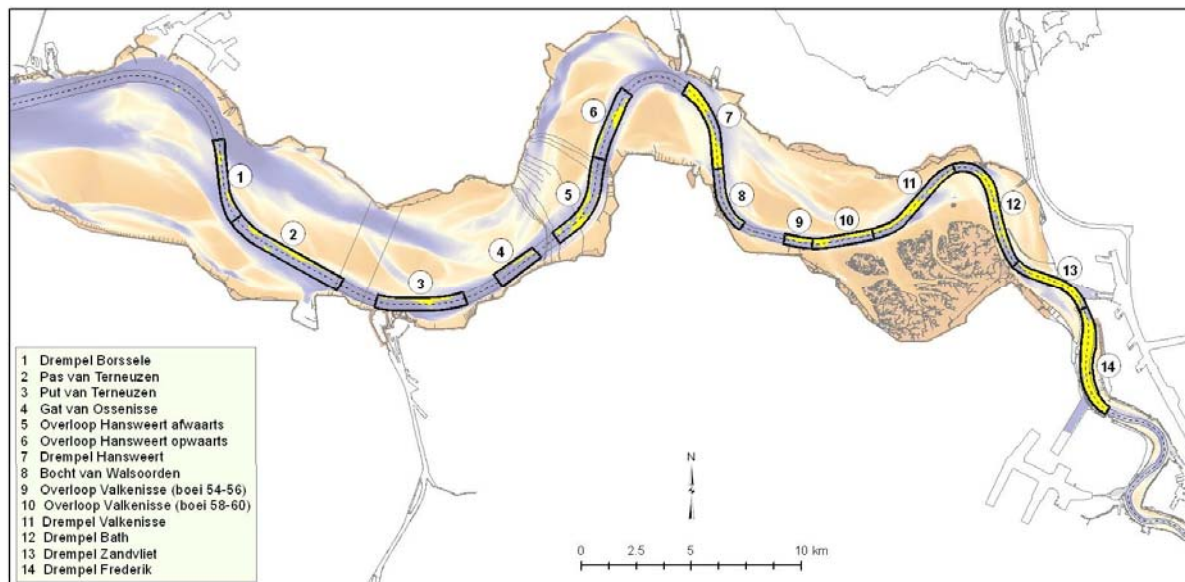 6
7
1
5
11
8
12
2
4
9
10
3
13
14
1 Drempel Borssele
2 Pas van Terneuzen
3 Put van Terneuzen
4 Gat van Ossenisse
5 Overloop Hansweert afwaarts
6 Overloop Hansweert opwaarts
7 Drempel Hansweert
8 Bocht van Walsoorden
9 Overloop Valkenisse (boei 54-56)
10 Overloop Valkenisse (boei 58-60)
11 Drempel Valkenisse
12 Drempel Bath
13 Drempel Zandvliet
14 Drempel Frederik
N
0 2.5 5 10 km